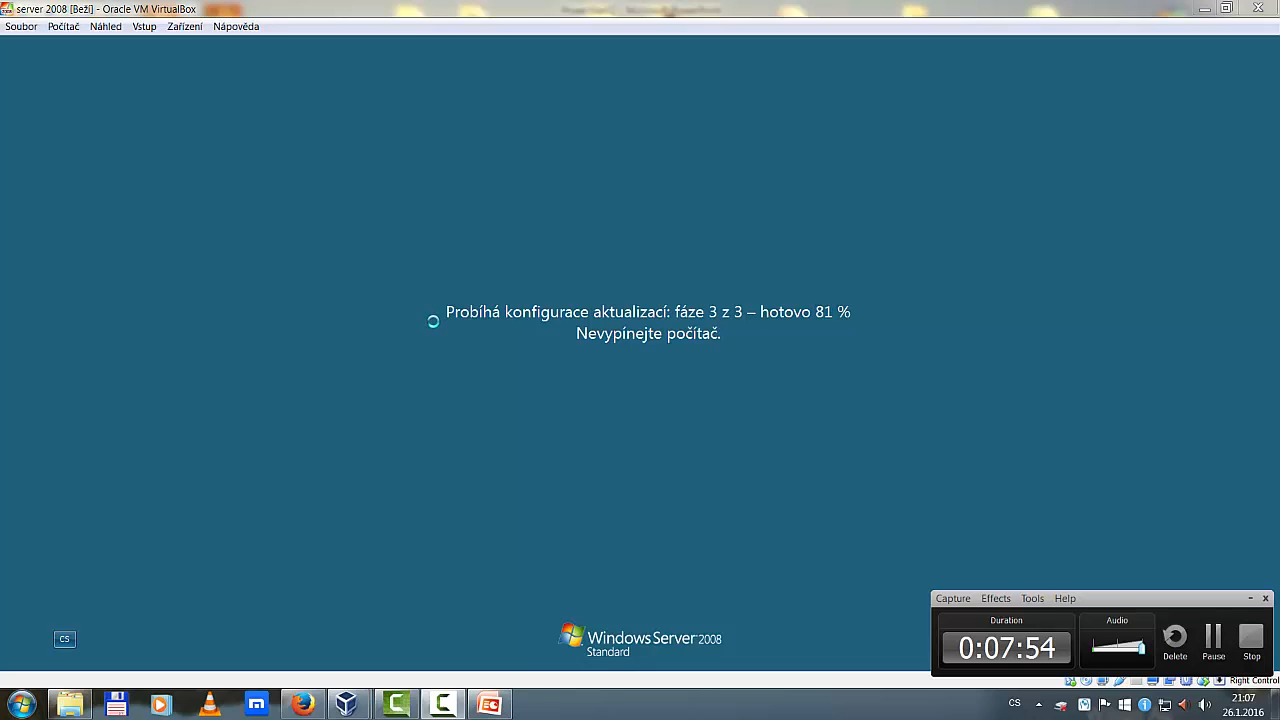 server 2008 [Beží] - Oracle VM VirtualBox
Soubor Počítač Náhled Vstup Zařízení Nápověda
Probíhá konfigurace aktualizací: fáze 3 z 3 – hotovo 81 %
Nevypínejte počítač.
CS
Windows Server 2008
Standard
Capture Effects Tools Help
Duration
Audio
0:07:54
Delete Pause Stop
Right Control
CS
21:07
26.1.2016